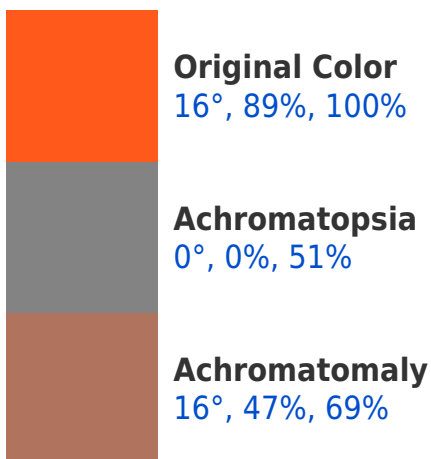 Original Color
16°, 89%, 100%
Achromatopsia
0°, 0%, 51%
Achromatomaly
16°, 47%, 69%